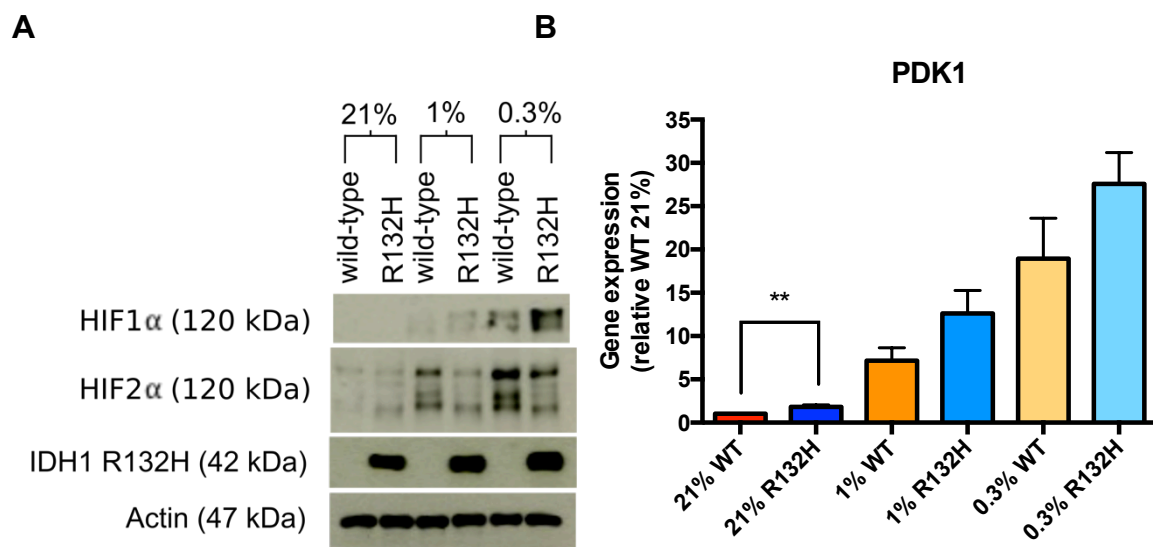 A
B
21%
1%
0.3%
wild-type
R132H
wild-type
R132H
wild-type
R132H
HIF1α (120 kDa)
HIF2α (120 kDa)
IDH1 R132H (42 kDa)
Actin (47 kDa)
PDK1
Gene expression
(relative WT 21%)
35
30
25
20
15
10
5
0
**
21% WT
21% R132H
1% WT
1% R132H
0.3% WT
0.3% R132H